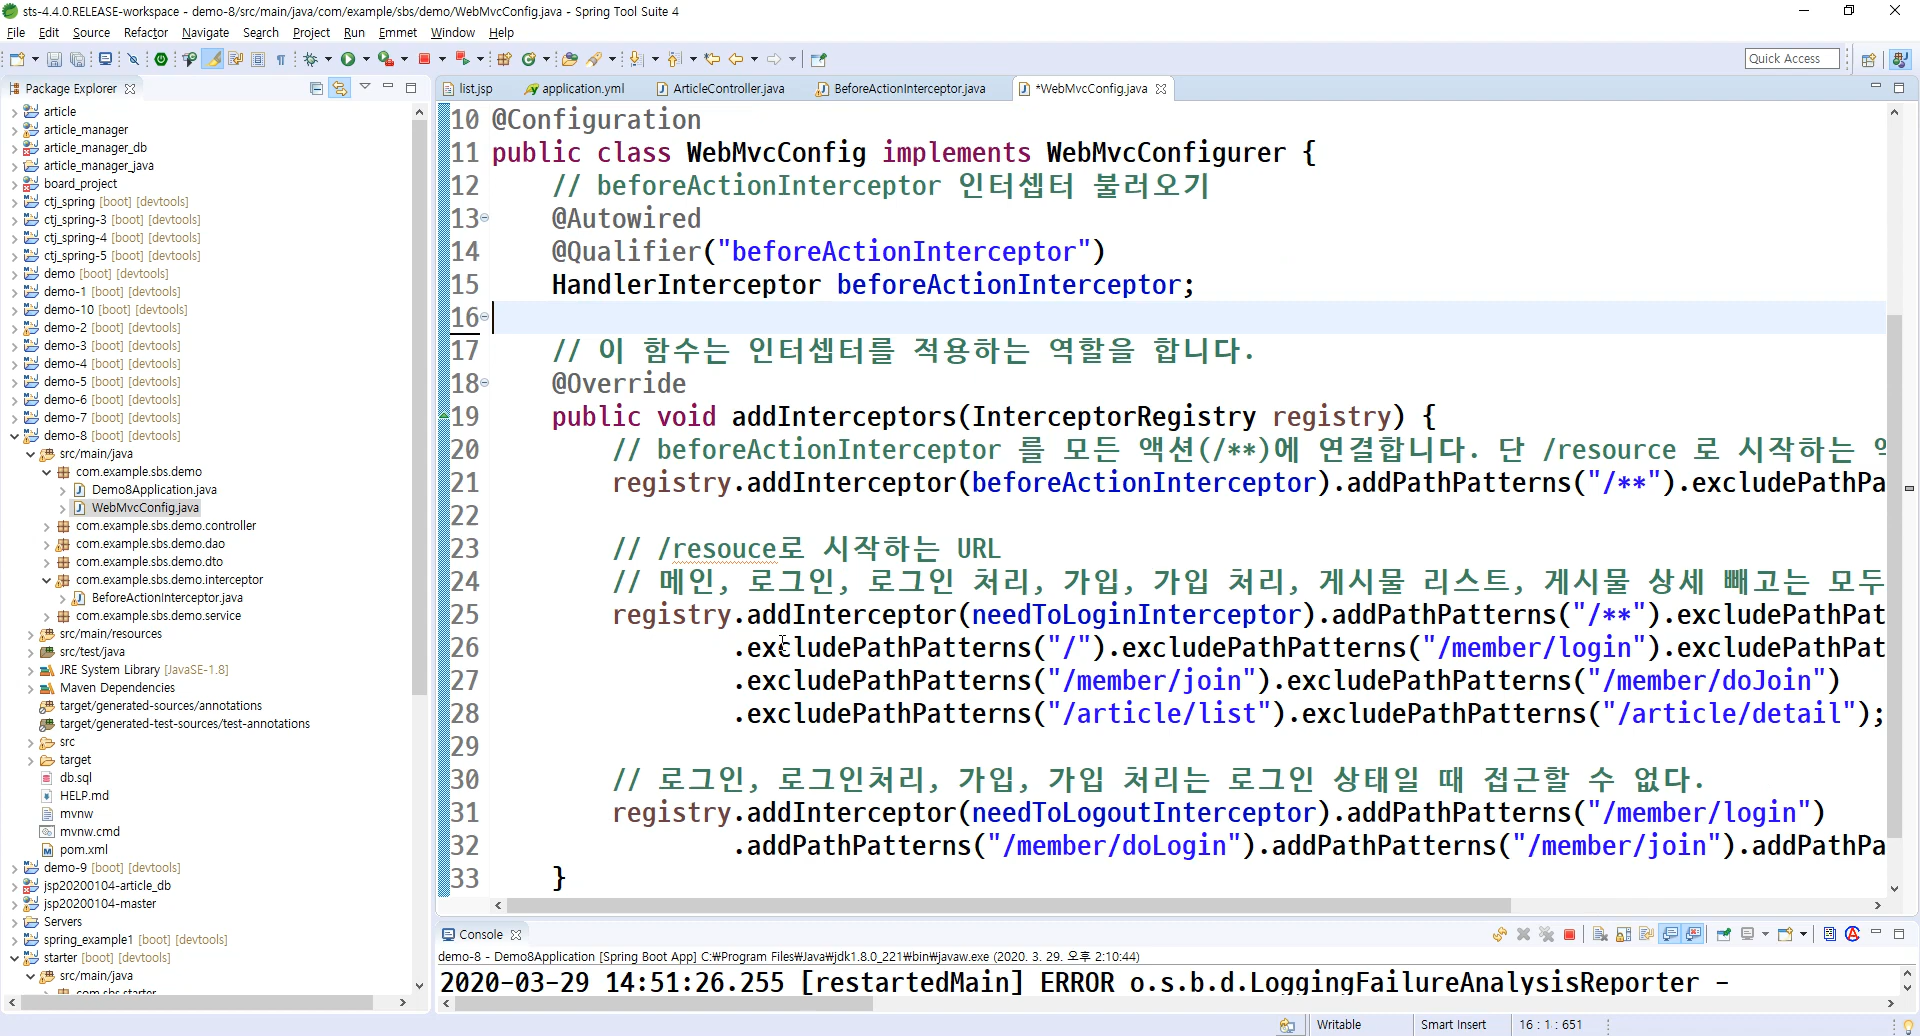 sts-4.4.0.RELEASE-workspace - demo-8/src/main/java/com/example/sbs/demo/WebMvcConfig.java - Spring Tool Suite 4
File Edit Source Refactor Navigate Search Project Run Emmet Window Help
Quick Access
Package Explorer
article
article_manager
article_manager_db
article_manager_java
board_project
ctj_spring [boot] [devtools]
ctj_spring-3 [boot] [devtools]
ctj_spring-4 [boot] [devtools]
ctj_spring-5 [boot] [devtools]
demo [boot] [devtools]
demo-1 [boot] [devtools]
demo-10 [boot] [devtools]
demo-2 [boot] [devtools]
demo-3 [boot] [devtools]
demo-4 [boot] [devtools]
demo-5 [boot] [devtools]
demo-6 [boot] [devtools]
demo-7 [boot] [devtools]
demo-8 [boot] [devtools]
src/main/java
com.example.sbs.demo
Demo8Application.java
WebMvcConfig.java
com.example.sbs.demo.controller
com.example.sbs.demo.dao
com.example.sbs.demo.dto
com.example.sbs.demo.interceptor
BeforeActionInterceptor.java
com.example.sbs.demo.service
src/main/resources
src/test/java
JRE System Library [JavaSE-1.8]
Maven Dependencies
target/generated-sources/annotations
target/generated-test-sources/test-annotations
src
target
db.sql
HELP.md
mvnw
mvnw.cmd
pom.xml
demo-9 [boot] [devtools]
jsp20200104-article_db
jsp20200104-master
Servers
spring_example1 [boot] [devtools]
starter [boot] [devtools]
src/main/java
com.sbs.starter
list.jsp application.yml ArticleController.java BeforeActionInterceptor.java *WebMvcConfig.java
10 @Configuration
11 public class WebMvcConfig implements WebMvcConfigurer {
12 // beforeActionInterceptor 인터셉터 불러오기
13 @Autowired
14 @Qualifier("beforeActionInterceptor")
15 HandlerInterceptor beforeActionInterceptor;
16
17 // 이 함수는 인터셉터를 적용하는 역할을 합니다.
18 @Override
19 public void addInterceptors(InterceptorRegistry registry) {
20 // beforeActionInterceptor 를 모든 액션(/**)에 연결합니다. 단 /resource 로 시작하는
21 registry.addInterceptor(beforeActionInterceptor).addPathPatterns("/**").excludePathPa
22
23 // /resouce로 시작하는 URL
24 // 메인, 로그인, 로그인 처리, 가입, 가입 처리, 게시물 리스트, 게시물 상세 빼고는 모두
25 registry.addInterceptor(needToLoginInterceptor).addPathPatterns("/**").excludePathPat
26 .excludePathPatterns("/").excludePathPatterns("/member/login").excludePathPat
27 .excludePathPatterns("/member/join").excludePathPatterns("/member/doJoin")
28 .excludePathPatterns("/article/list").excludePathPatterns("/article/detail");
29
30 // 로그인, 로그인처리, 가입, 가입 처리는 로그인 상태일 때 접근할 수 없다.
31 registry.addInterceptor(needToLogoutInterceptor).addPathPatterns("/member/login")
32 .addPathPatterns("/member/doLogin").addPathPatterns("/member/join").addPathPa
33 }
Console
demo-8 - Demo8Application [Spring Boot App] C:₩Program Files₩Java₩jdk1.8.0_221₩bin₩javaw.exe (2020. 3. 29. 오후 2:10:44)
2020-03-29 14:51:26.255 [restartedMain] ERROR o.s.b.d.LoggingFailureAnalysisReporter -
Writable Smart Insert 16 : 1 : 651